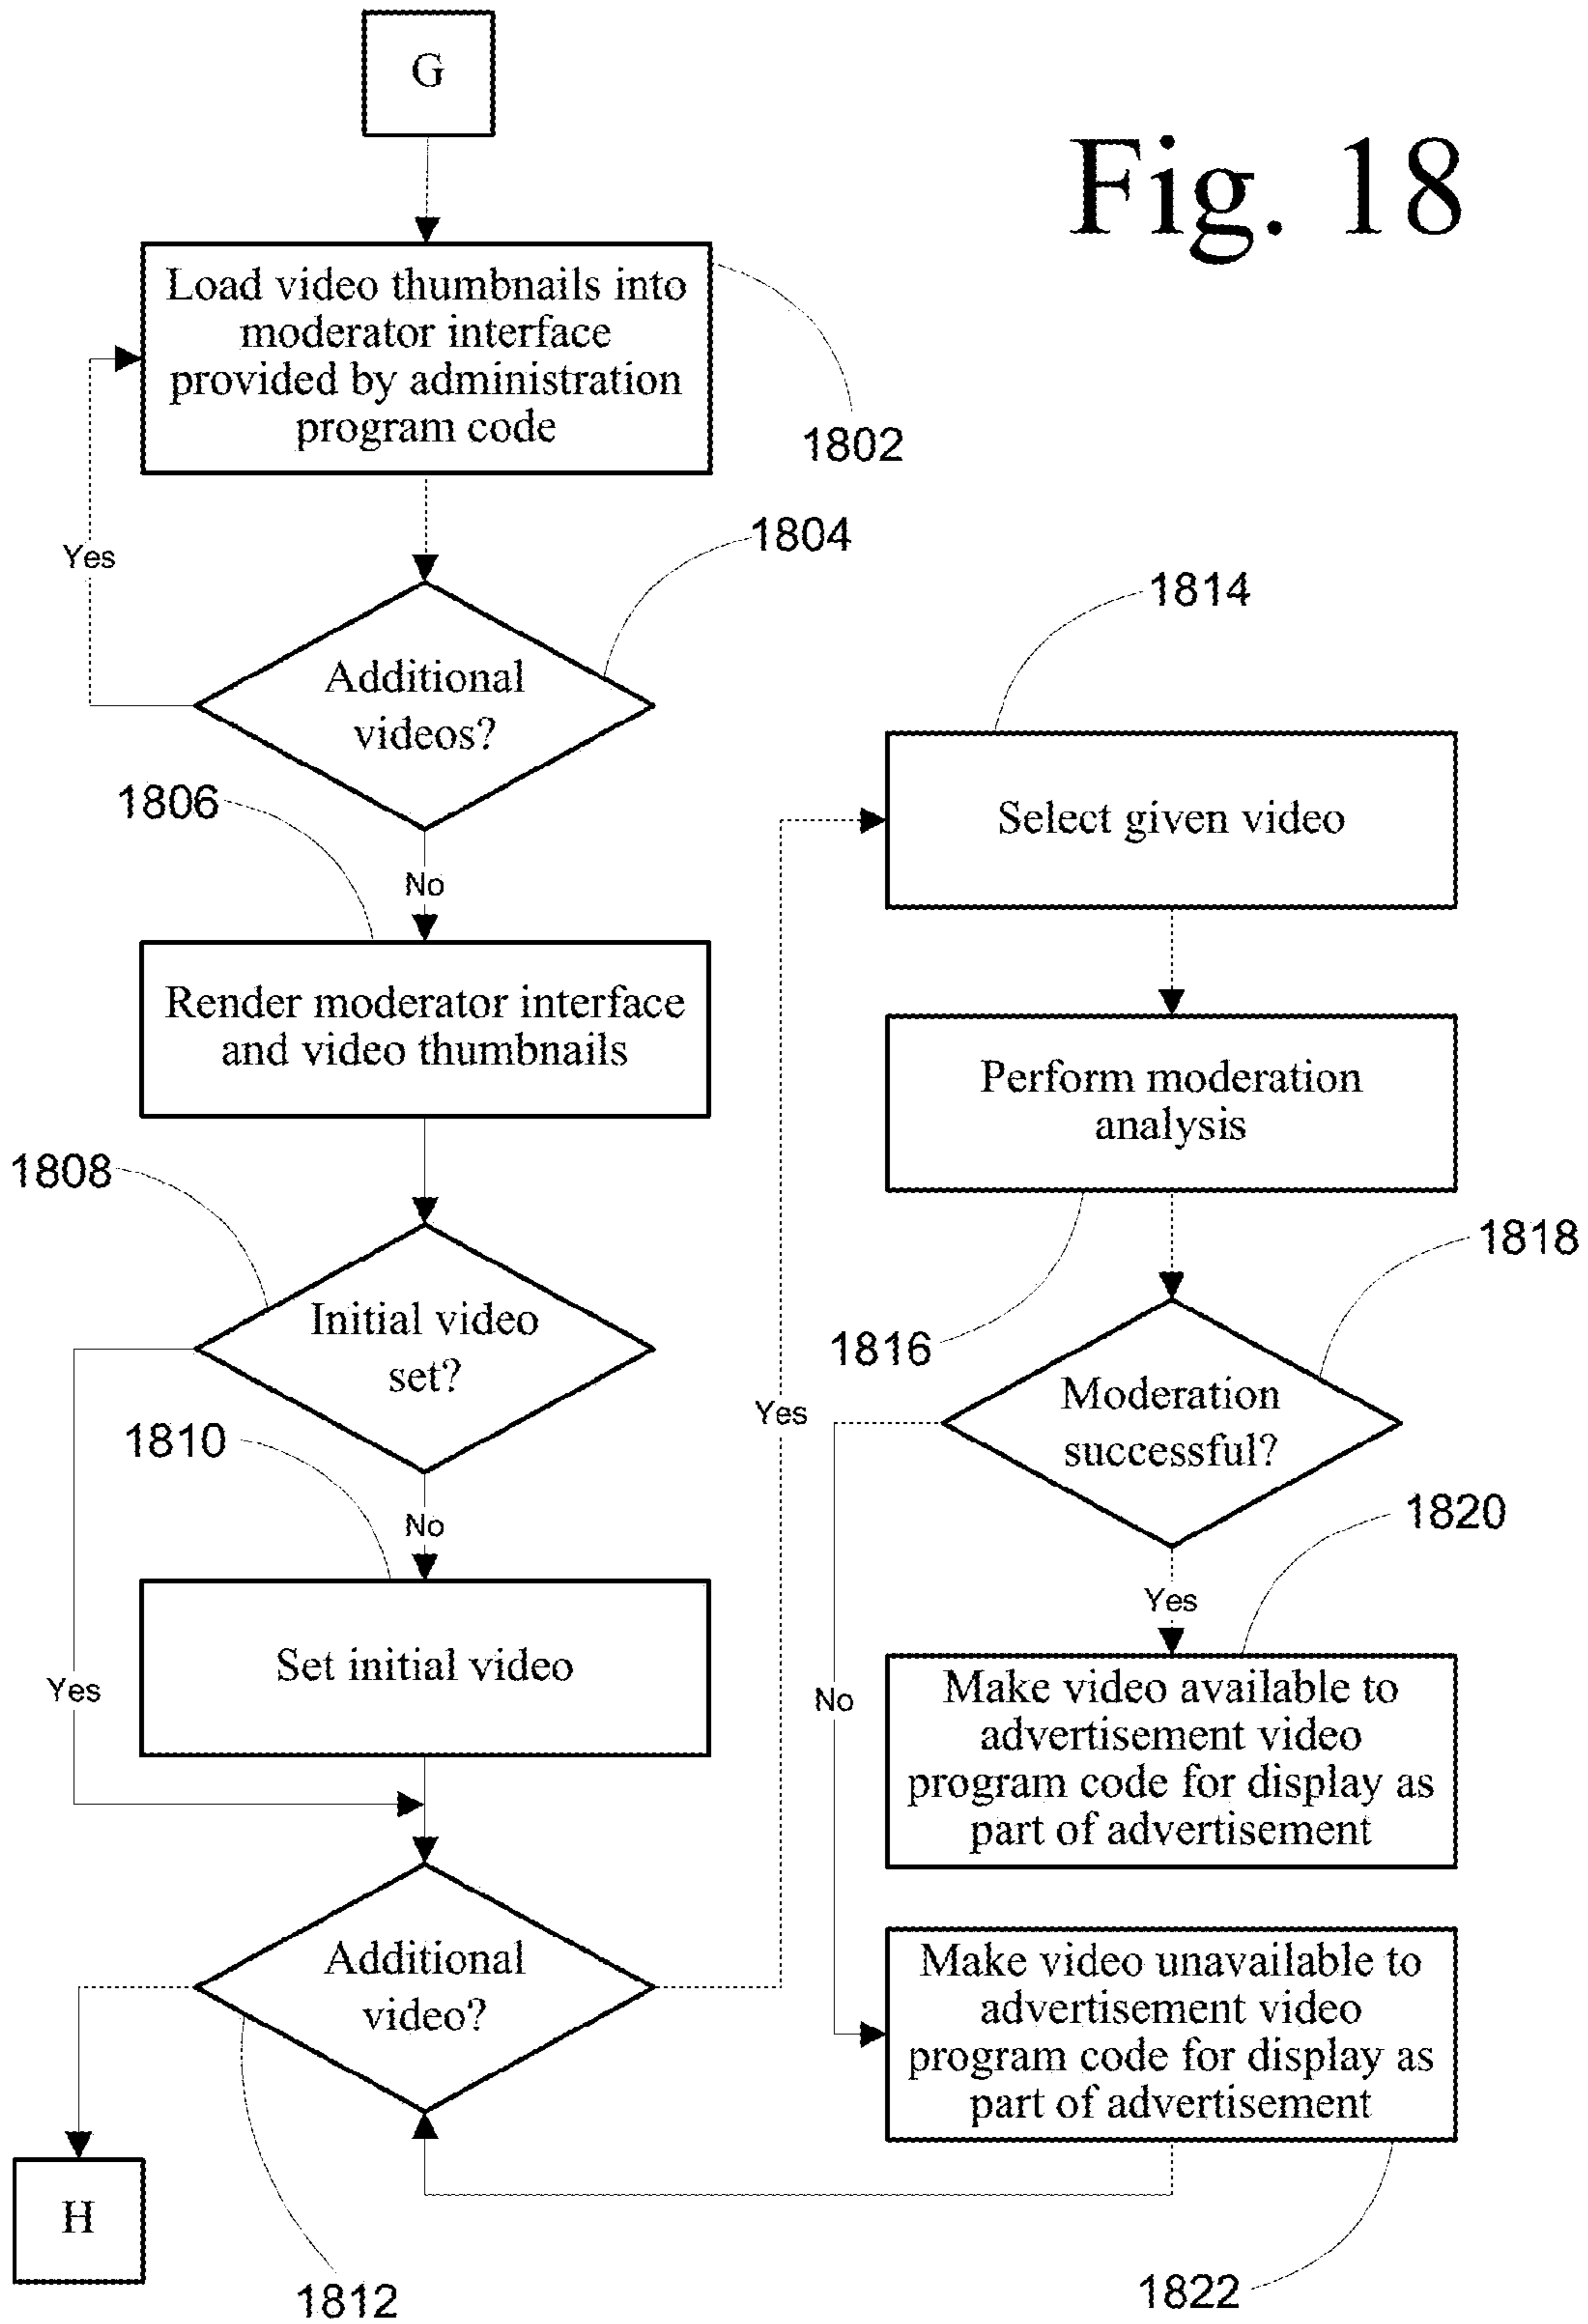 G
Fig. 18
Load video thumbnails into
moderator interface
provided by administration
program code
1802
Yes
1804
Additional
videos?
1806
No
Render moderator interface
and video thumbnails
1808
Initial video
set?
1810
No
Set initial video
Yes
Additional
video?
H
1812
Yes
1814
Select given video
Perform moderation
analysis
1816
1818
Moderation
successful?
1820
Yes
No
Make video available to
advertisement video
program code for display as
part of advertisement
Make video unavailable to
advertisement video
program code for display as
part of advertisement
1822